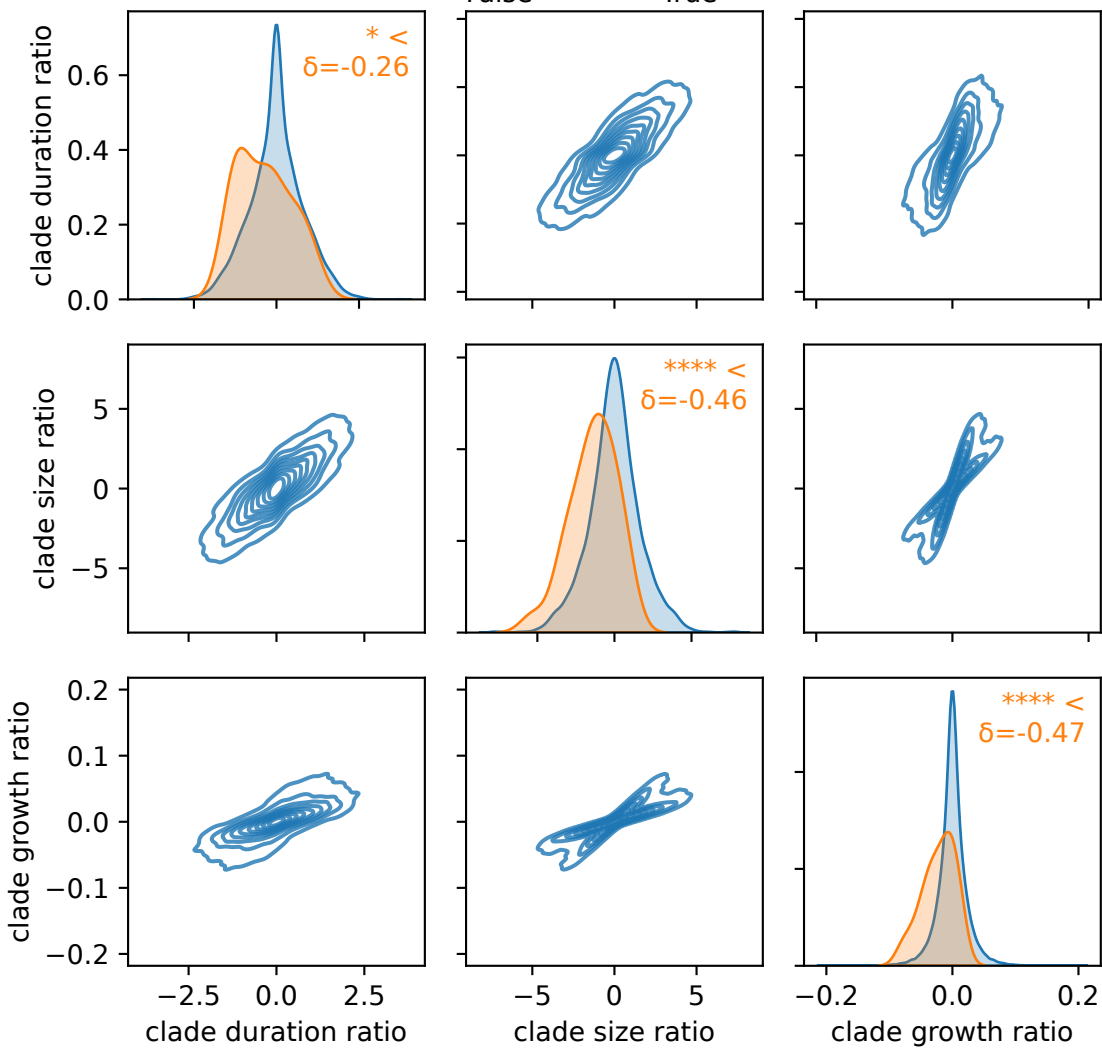 True
clade duration ratio
0.6
0.4
0.2
0.0
* <
δ=-0.26
clade size ratio
5
0
−5
**** <
δ=-0.46
clade growth ratio
0.2
0.1
0.0
−0.1
−0.2
**** <
δ=-0.47
−2.5 0.0 2.5
−5 0 5
−0.2 0.0 0.2
clade duration ratio
clade size ratio
clade growth ratio